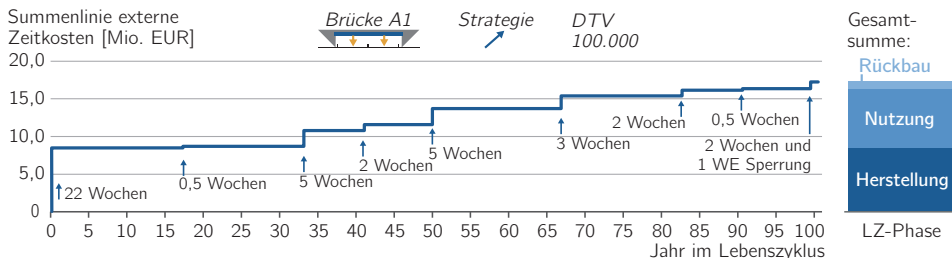 Summenlinie externe
Zeitkosten [Mio. EUR]
Brücke A1
Strategie
DTV
100.000
Gesamt-
summe:
20,0
15,0
10,0
5,0
0
22 Wochen
0,5 Wochen
5 Wochen
2 Wochen
5 Wochen
3 Wochen
2 Wochen
0,5 Wochen
2 Wochen und
1 WE Sperrung
Rückbau
Nutzung
Herstellung
0 5 10 15 20 25 30 35 40 45 50 55 60 65 70 75 80 85 90 95 100
Jahr im Lebenszyklus
LZ-Phase